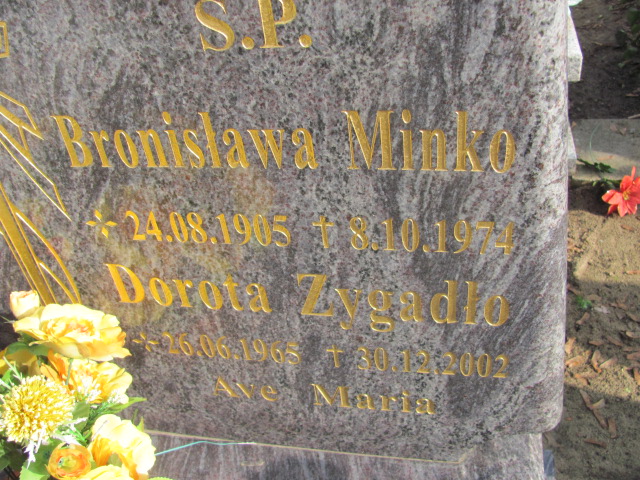 S.P.
Bronisława Minko
24.08.1905 † 8.10.1974
Dorota Zygadło
26.06.1965 † 30.12.2002
Ave Maria